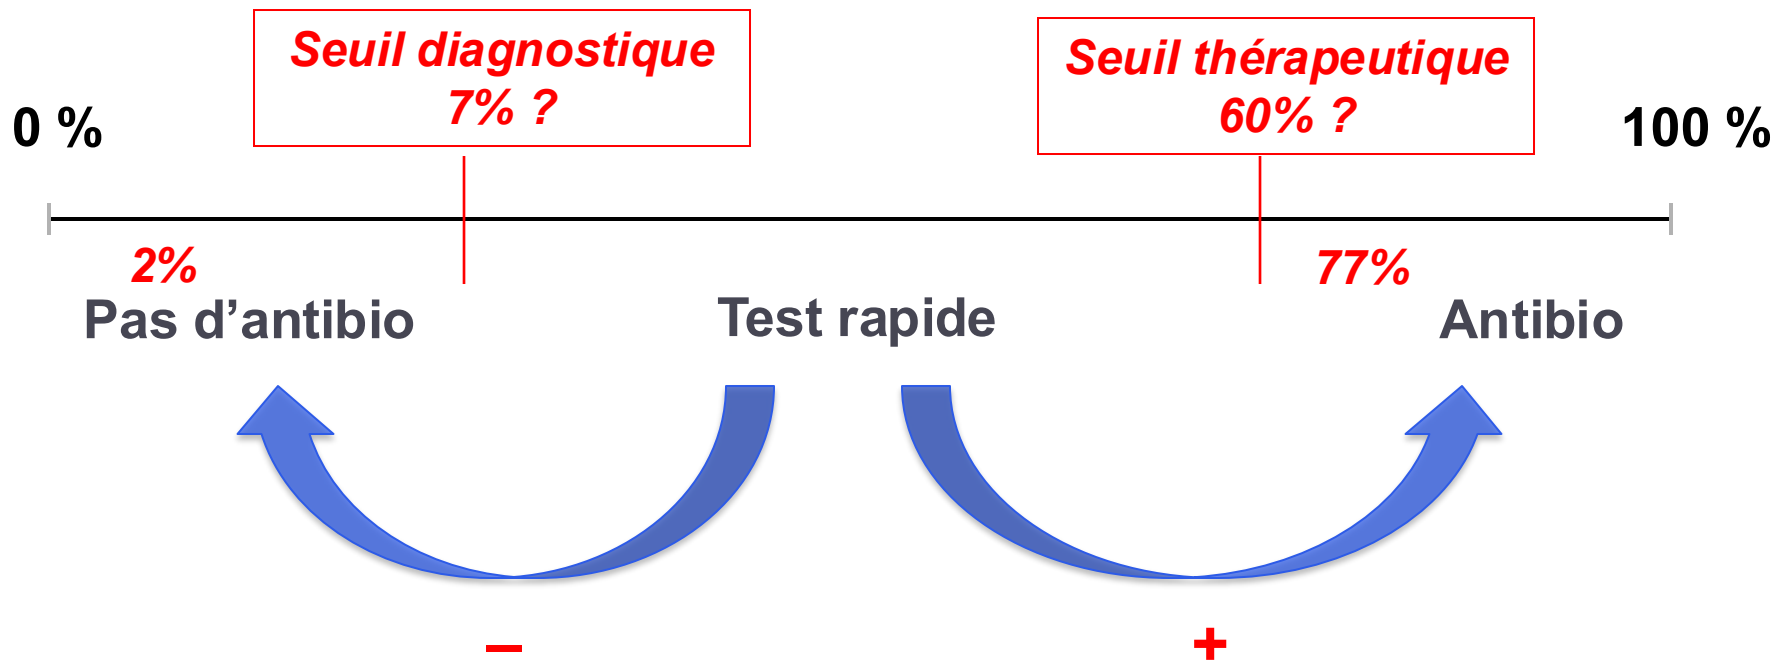 Seuil diagnostique
7% ?
Seuil thérapeutique
60% ?
0 %
100 %
2%
77%
Pas d’antibio
Test rapide
Antibio
–
+